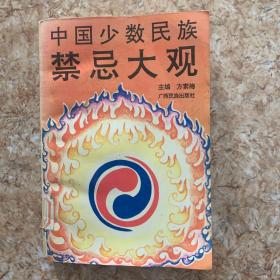 中国少数民族
禁忌大观
主编 方素梅
广西民族出版社